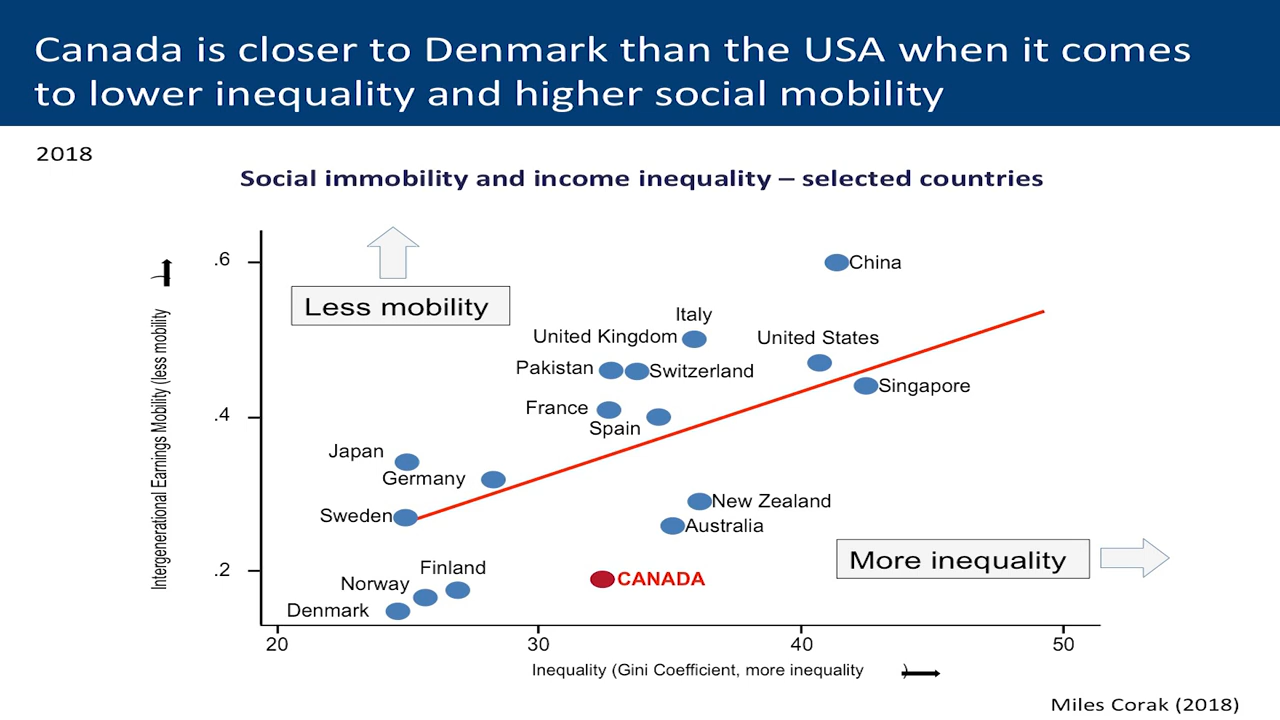 Canada is closer to Denmark than the USA when it comes
to lower inequality and higher social mobility
2018
Social immobility and income inequality – selected countries
.6
.4
.2
Intergenerational Earnings Mobility (less mobility )
Less mobility
China
Italy
United Kingdom
United States
Pakistan
Switzerland
Singapore
France
Spain
Japan
Germany
Sweden
New Zealand
Australia
More inequality
Finland
CANADA
Norway
Denmark
20
30
40
50
Inequality (Gini Coefficient, more inequality )
Miles Corak (2018)